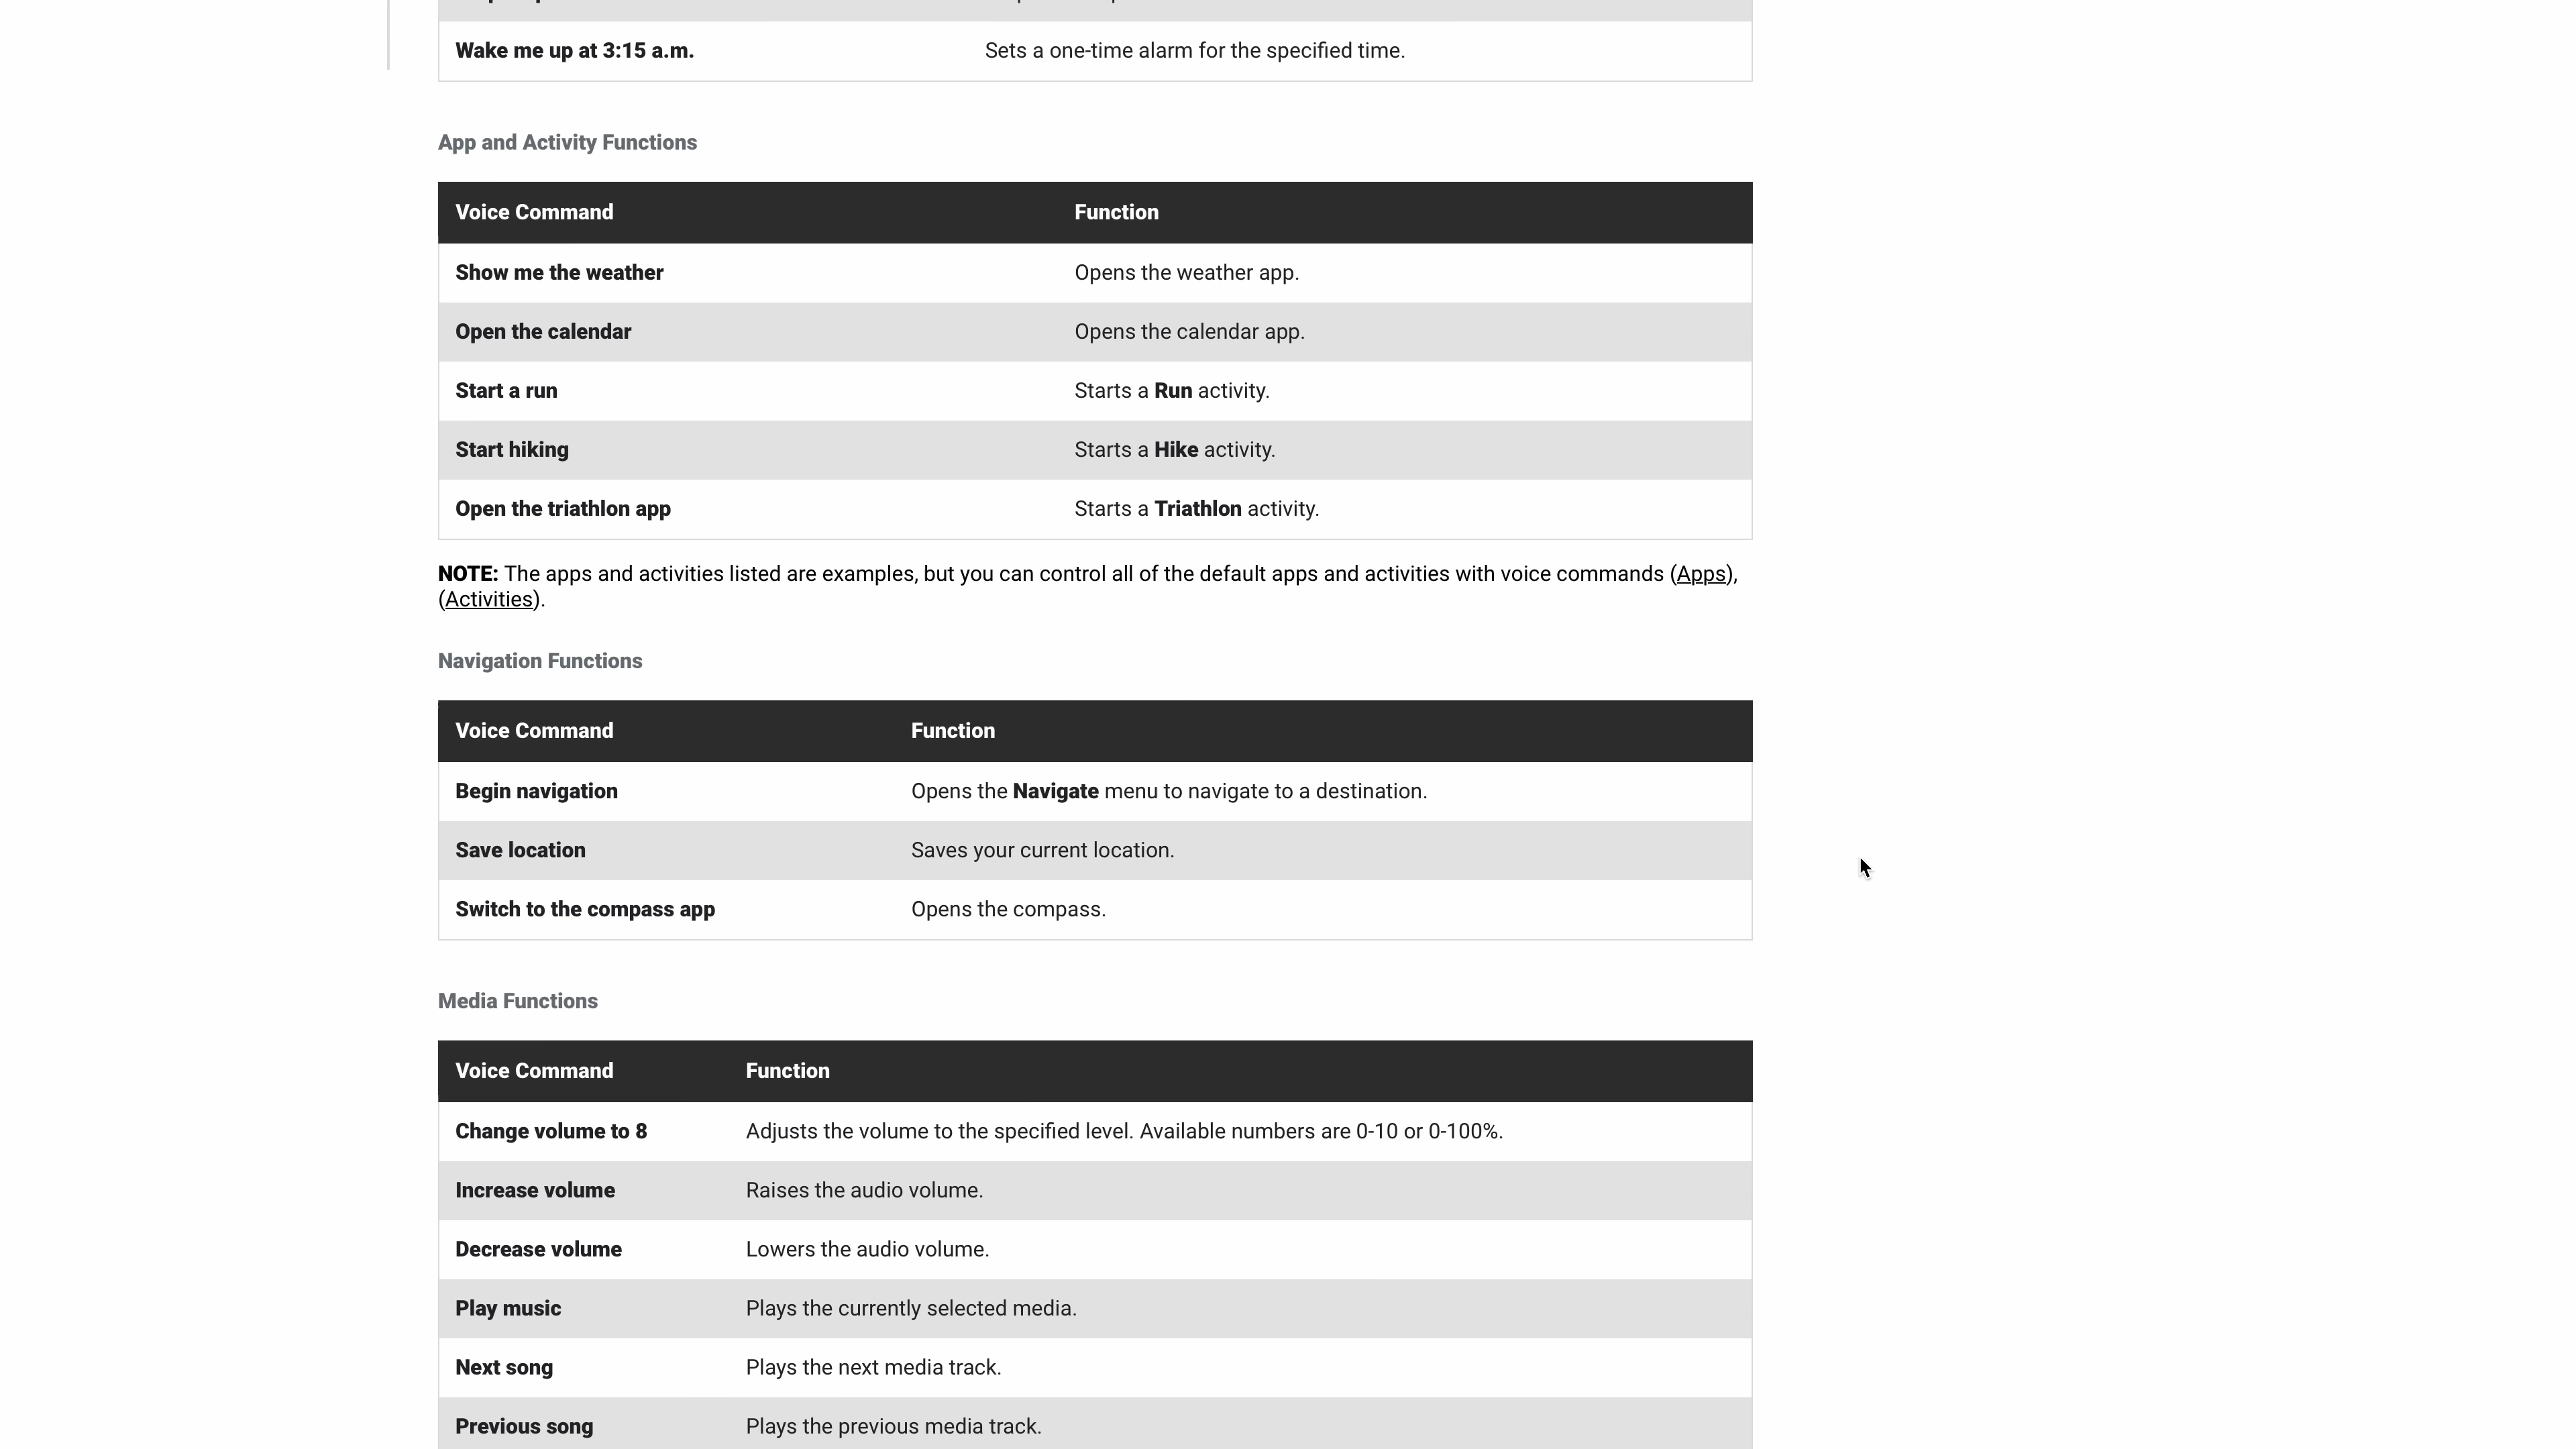 Wake me up at 3:15 a.m. Sets a one-time alarm for the specified time.
App and Activity Functions
Voice Command Function
Show me the weather Opens the weather app.
Open the calendar Opens the calendar app.
Start a run Starts a Run activity.
Start hiking Starts a Hike activity.
Open the triathlon app Starts a Triathlon activity.
NOTE: The apps and activities listed are examples, but you can control all of the default apps and activities with voice commands (Apps),
(Activities).
Navigation Functions
Voice Command Function
Begin navigation Opens the Navigate menu to navigate to a destination.
Save location Saves your current location.
Switch to the compass app Opens the compass.
Media Functions
Voice Command Function
Change volume to 8 Adjusts the volume to the specified level. Available numbers are 0-10 or 0-100%.
Increase volume Raises the audio volume.
Decrease volume Lowers the audio volume.
Play music Plays the currently selected media.
Next song Plays the next media track.
Previous song Plays the previous media track.